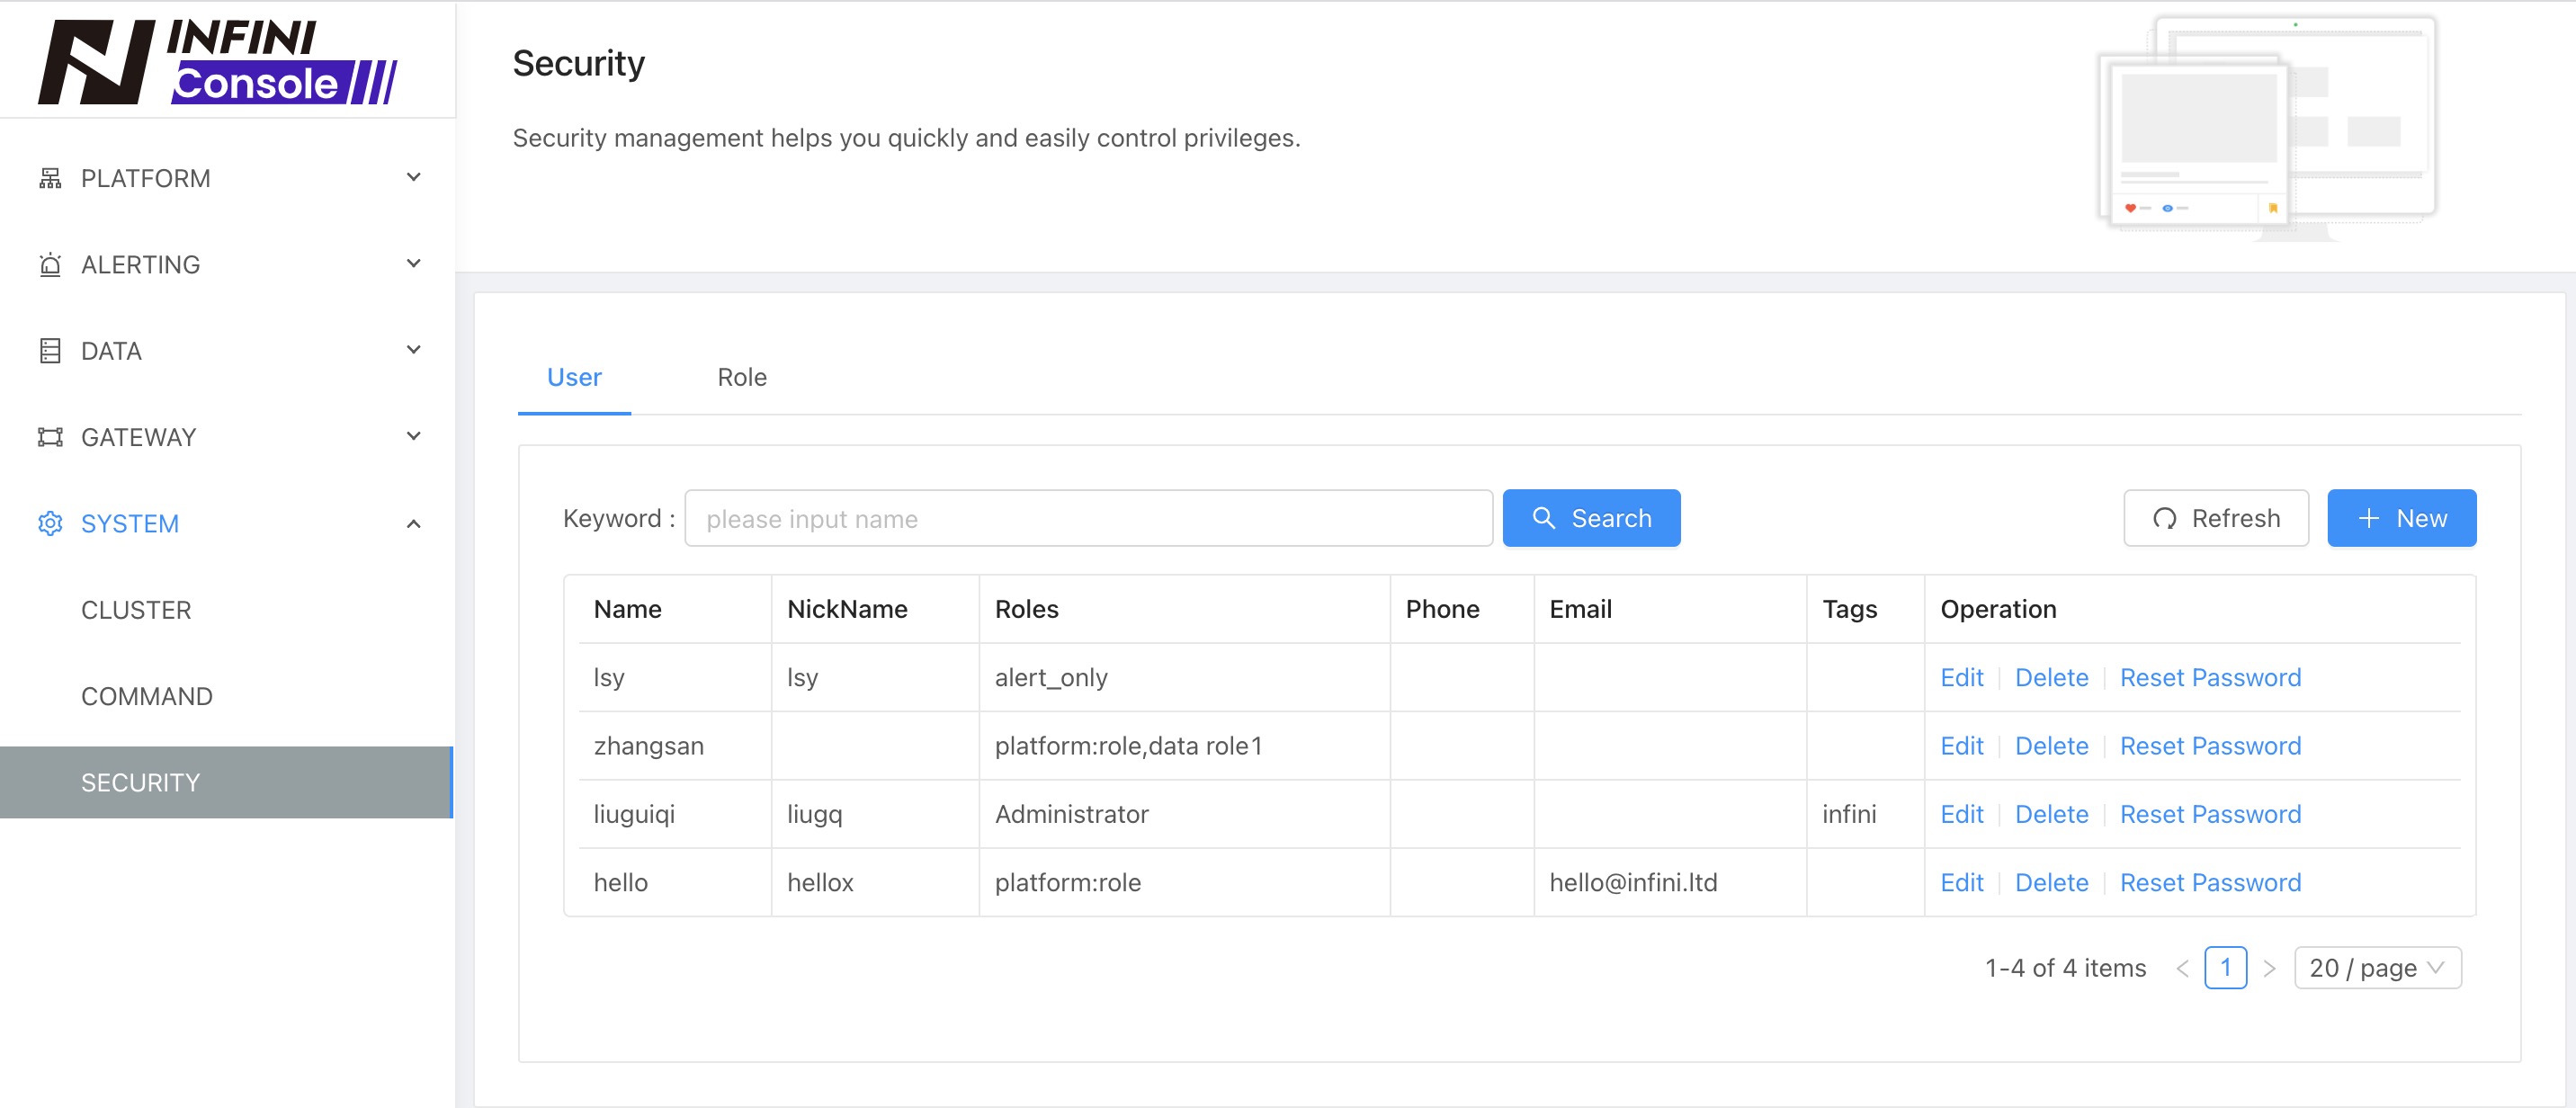 INFINI
Console
PLATFORM
ALERTING
DATA
GATEWAY
SYSTEM
CLUSTER
COMMAND
SECURITY
Security
Security management helps you quickly and easily control privileges.
User Role
Keyword : please input name Search Refresh New
Name NickName Roles Phone Email Tags Operation
lsy lsy alert_only Edit Delete Reset Password
zhangsan platform:role,data role1 Edit Delete Reset Password
liuguiqi liugq Administrator infini Edit Delete Reset Password
hello hellox platform:role hello@infini.ltd Edit Delete Reset Password
1-4 of 4 items < 1 > 20 / page